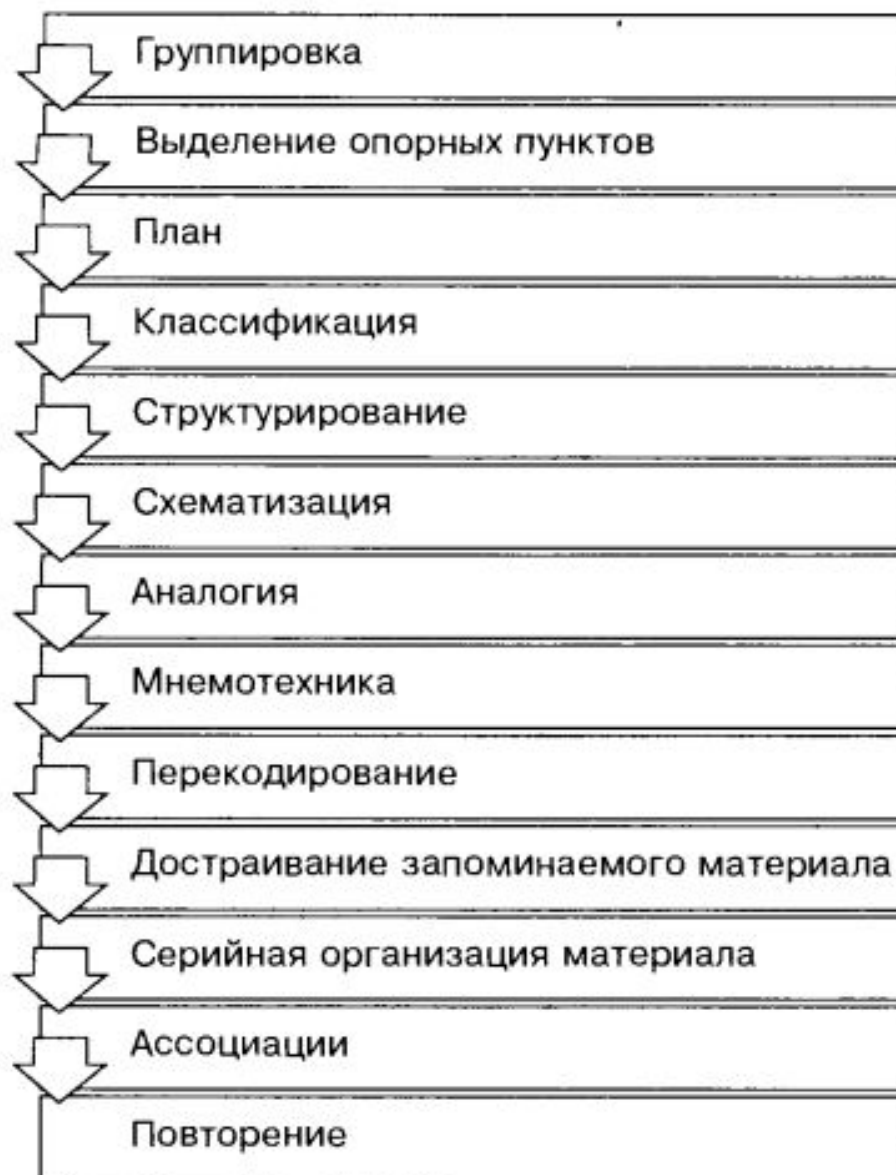 Группировка
Выделение опорных пунктов
План
Классификация
Структурирование
Схематизация
Аналогия
Мнемотехника
Перекодирование
Достраивание запоминаемого материала
Серийная организация материала
Ассоциации
Повторение